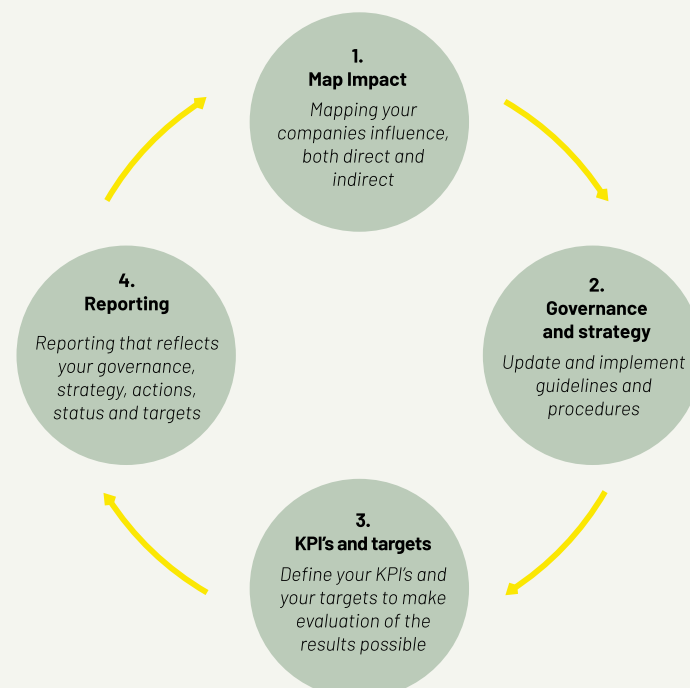 1.
Map Impact
Mapping your
companies influence,
both direct and
indirect
2.
Governance
and strategy
Update and implement
guidelines and
procedures
3.
KPI's and targets
Define your KPI's and
your targets to make
evaluation of the
results possible
4.
Reporting
Reporting that reflects
your governance,
strategy, actions,
status and targets